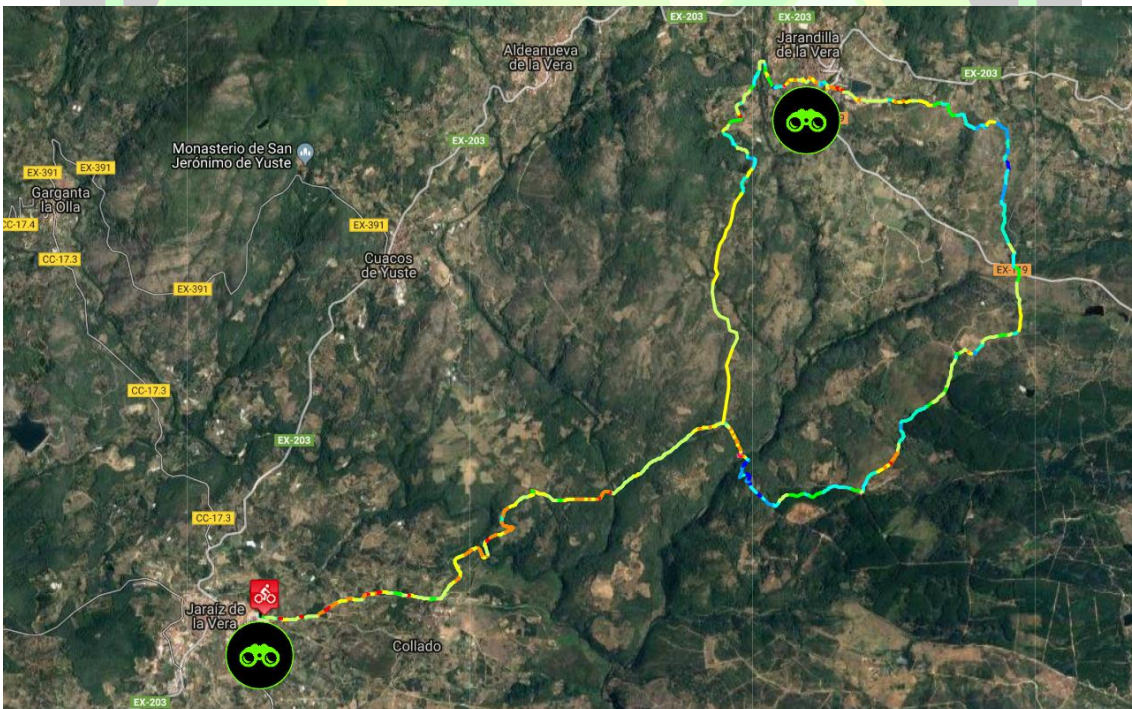 EX-203
EX-203
Jarandilla
de la Vera
Aldeanueva
de la Vera
EX-203
EX-203
Monasterio de San
Jerónimo de Yuste
EX-391
EX-391
Garganta
la Olla
CC-17.4
EX-391
CC-17.3
Cuacos
de Yuste
EX-391
CC-17.3
EX-203
CC-17.3
Jaraíz de
la Vera
Collado
EX-203